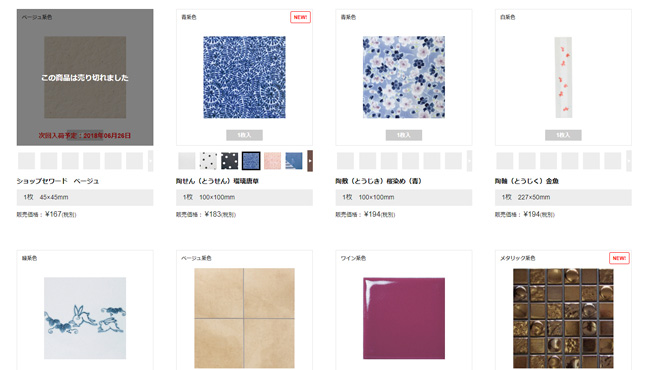 ベージュ系色
この商品は売り切れました
次回入荷予定:2018年06月26日
青系色
NEW!
1枚入
青系色
1枚入
白系色
1枚入
ショップセワード ベージュ
1枚 45×45mm
販売価格: ¥167(税別)
陶せん(とうせん)瑠璃唐草
1枚 100×100mm
販売価格: ¥183(税別)
陶敷(とうじき)桜染め(青)
1枚 100×100mm
販売価格: ¥194(税別)
陶軸(とうじく)金魚
1枚 227×50mm
販売価格: ¥194(税別)
緑系色
ベージュ系色
ワイン系色
メタリック系色
NEW!